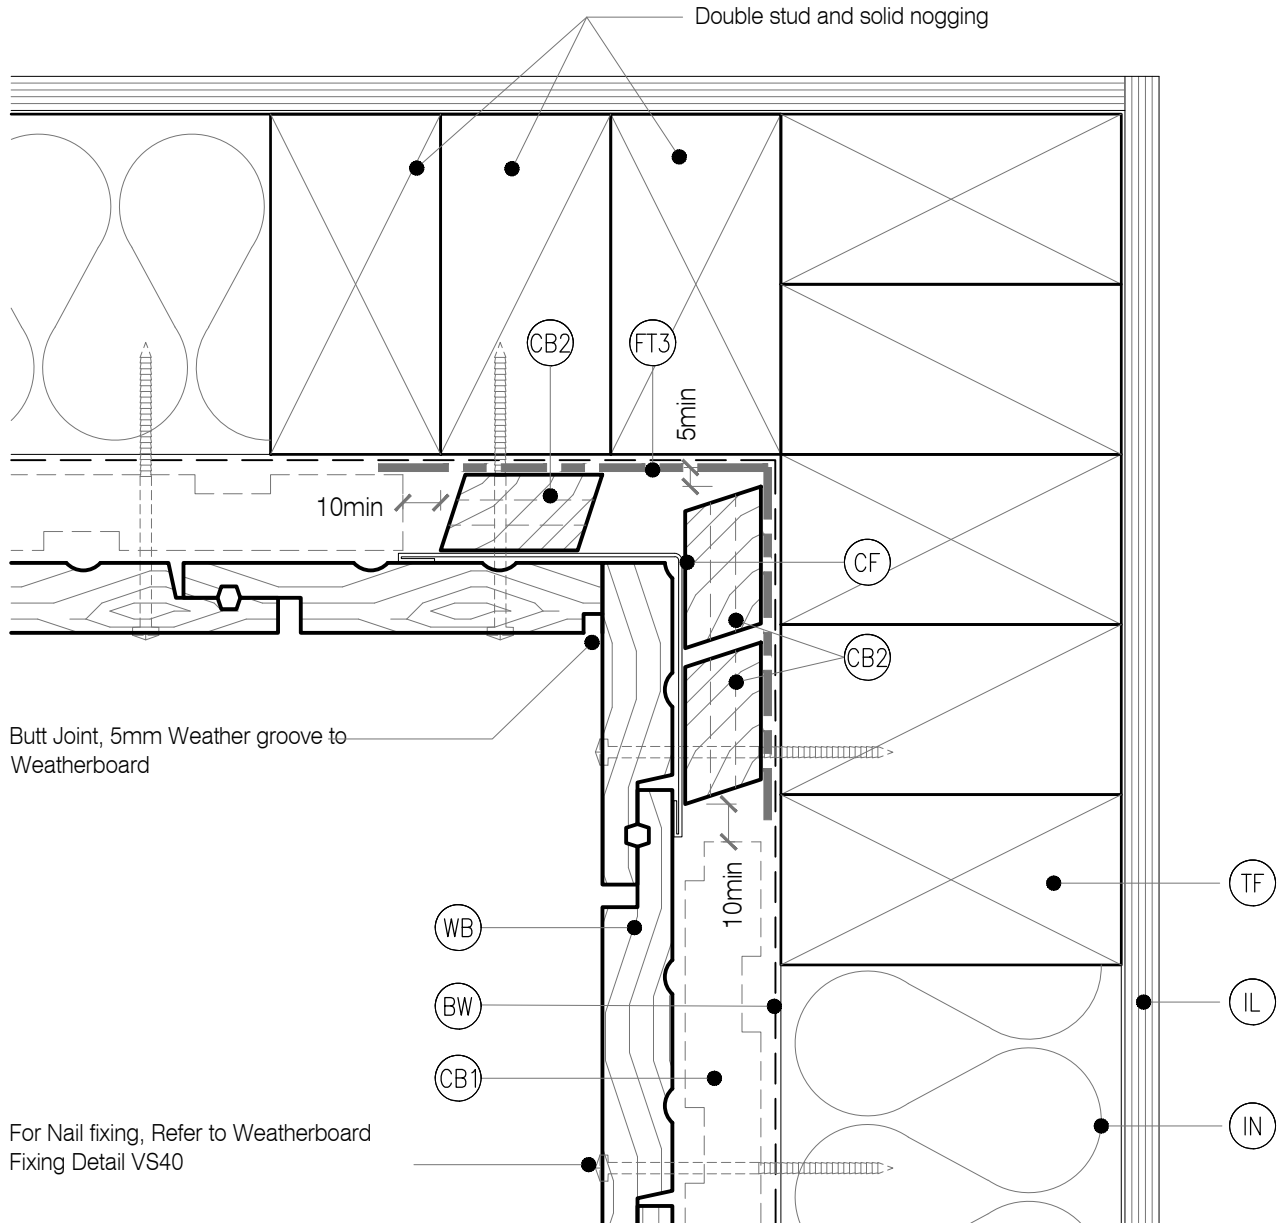 Double stud and solid nogging
CB2
FT3
5min
10min
CF
CB2
Butt Joint, 5mm Weather groove to
Weatherboard
10min
TF
WB
BW
IL
CB1
IN
For Nail fixing, Refer to Weatherboard
Fixing Detail VS40